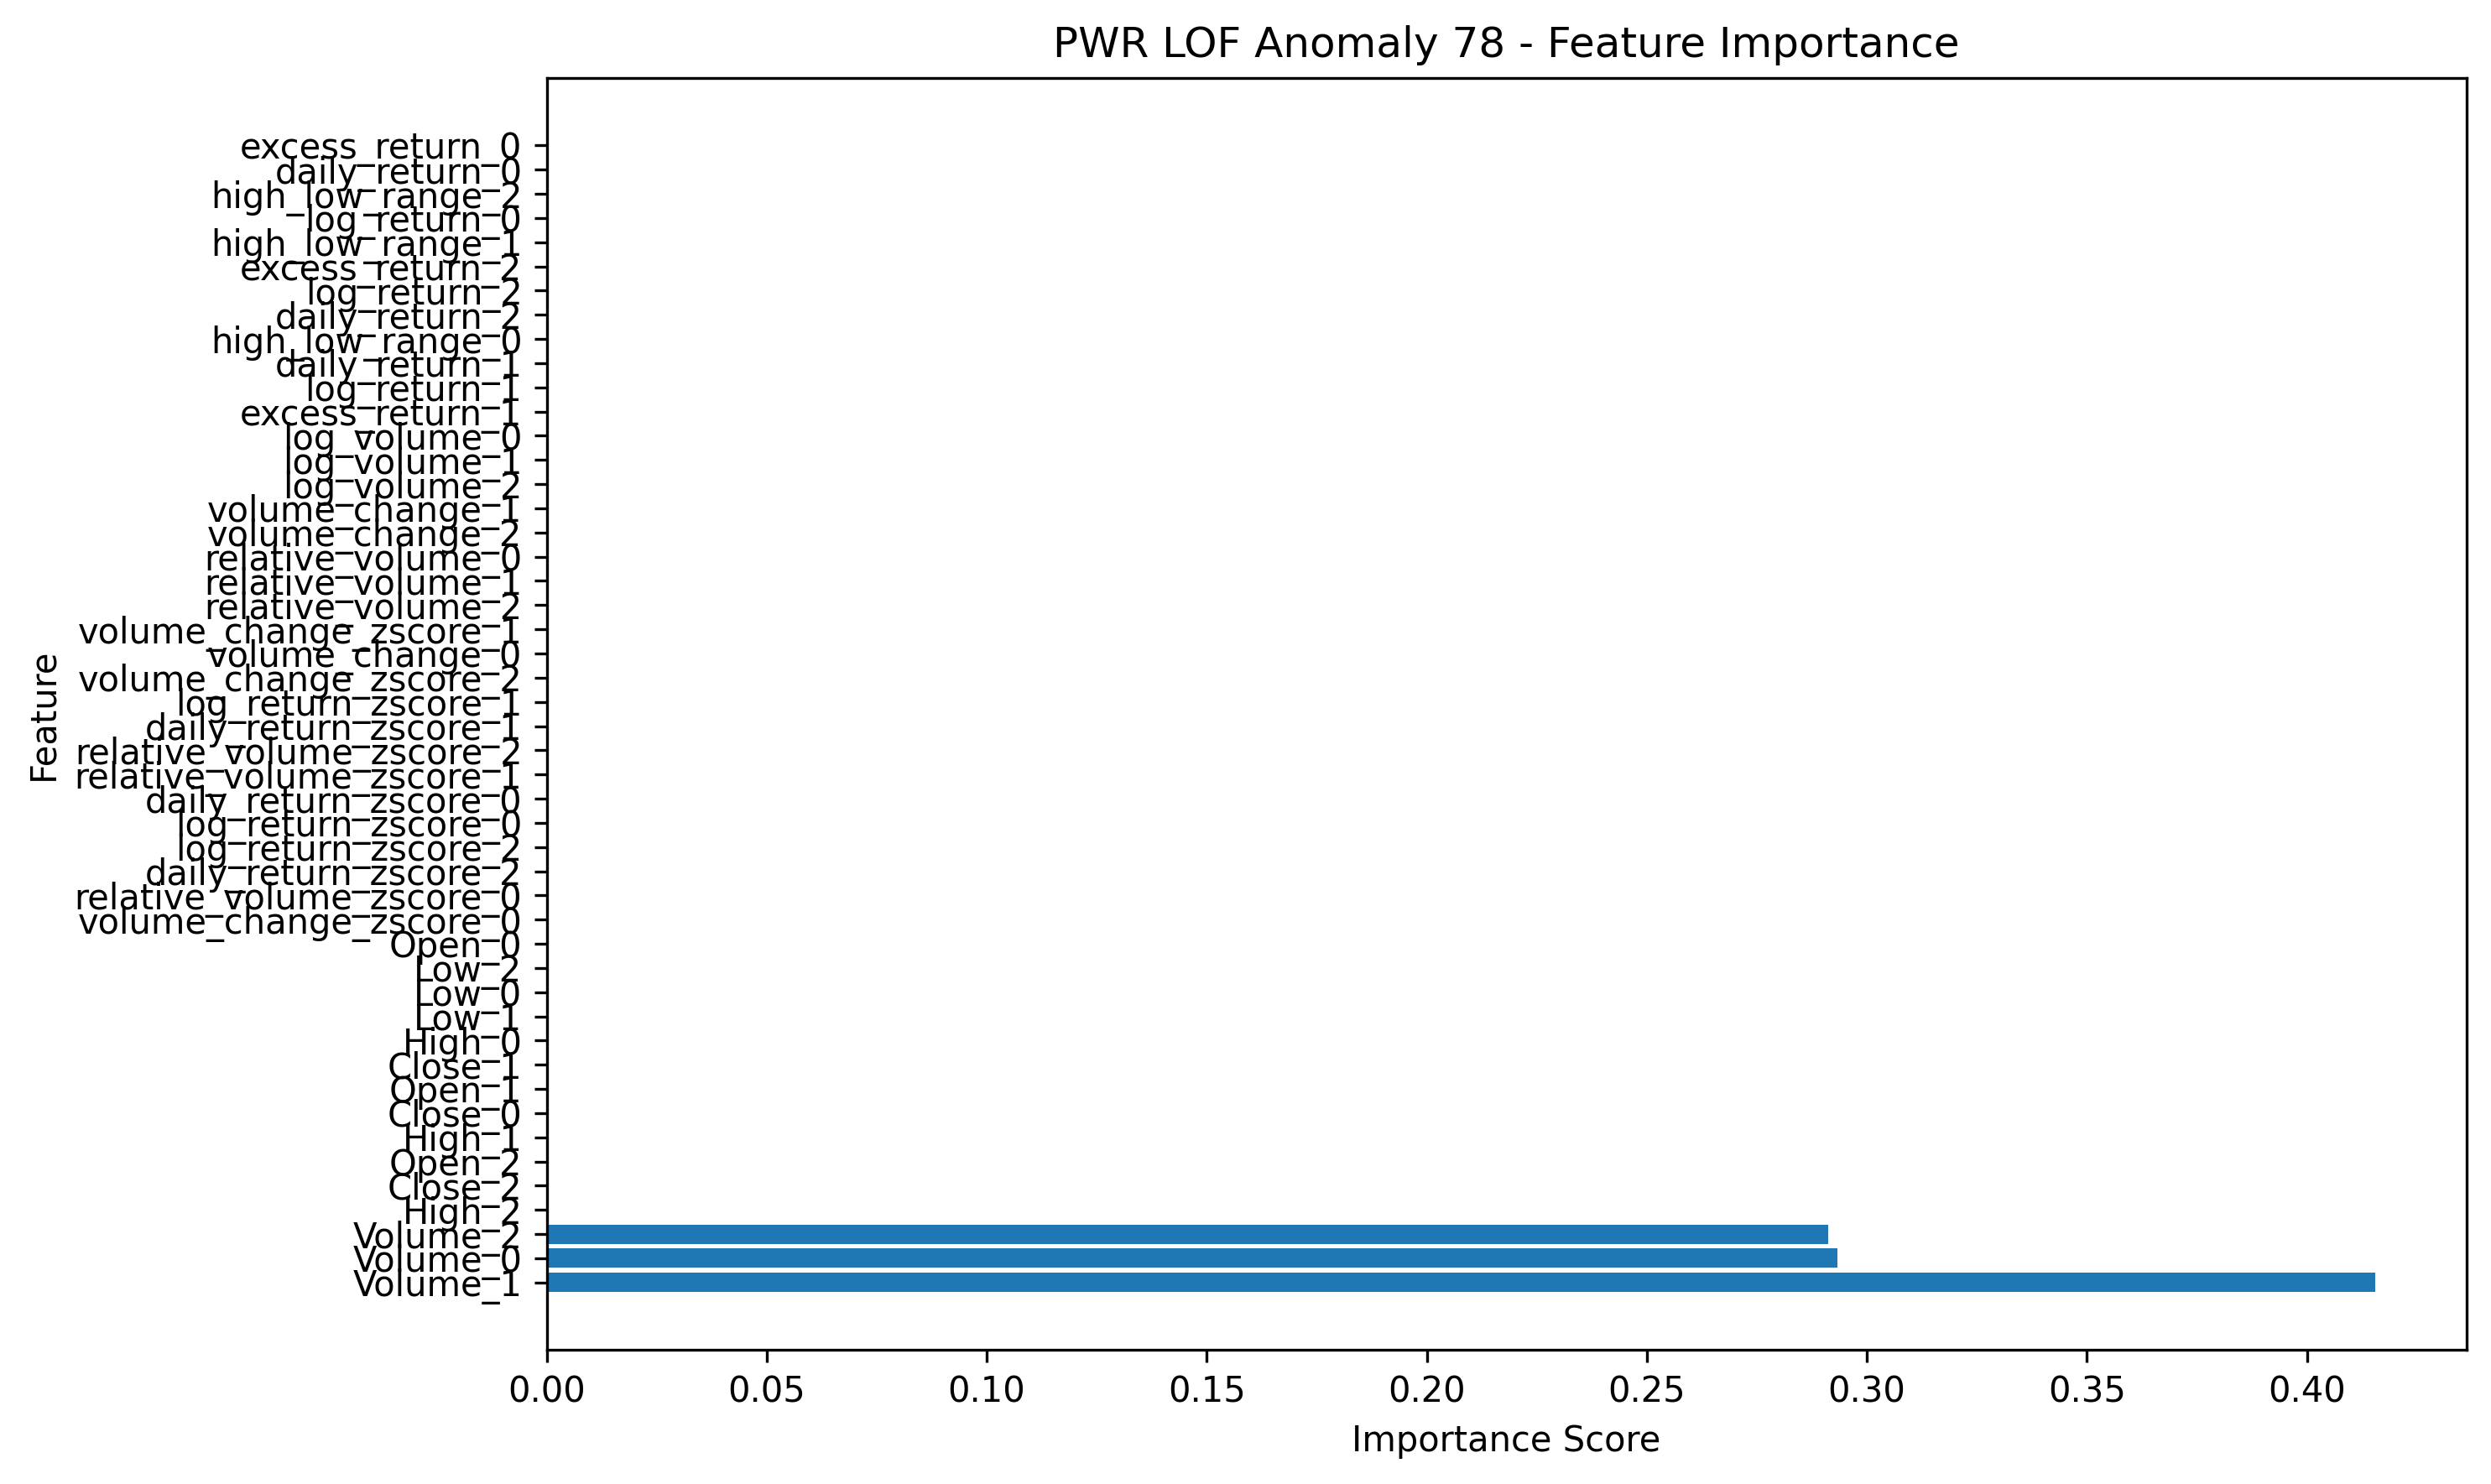 PWR LOF Anomaly 78 - Feature Importance
excess_return_0
daily_return_0
high_low_range_2
log_return_0
high_low_range_1
excess_return_2
log_return_2
daily_return_2
high_low_range_0
daily_return_1
log_return_1
excess_return_1
log_volume_0
log_volume_1
log_volume_2
volume_change_1
volume_change_2
relative_volume_0
relative_volume_1
relative_volume_2
volume_change_zscore_1
volume_change_0
volume_change_zscore_2
log_return_zscore_1
daily_return_zscore_1
relative_volume_zscore_2
relative_volume_zscore_1
daily_return_zscore_0
log_return_zscore_0
log_return_zscore_2
daily_return_zscore_2
relative_volume_zscore_0
volume_change_zscore_0
Open_0
Low_2
Low_0
Low_1
High_0
Close_1
Open_1
Close_0
High_1
Open_2
Close_2
High_2
Volume_2
Volume_0
Volume_1
Feature
0.00 0.05 0.10 0.15 0.20 0.25 0.30 0.35 0.40
Importance Score